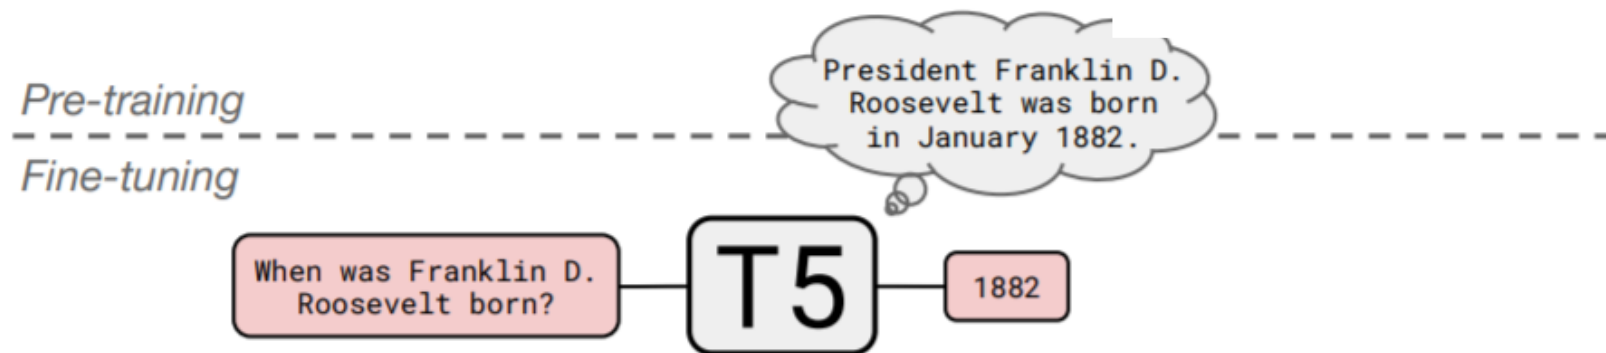 Pre-training
President Franklin D.
Roosevelt was born
in January 1882.
Fine-tuning
When was Franklin D.
Roosevelt born?
T5
1882